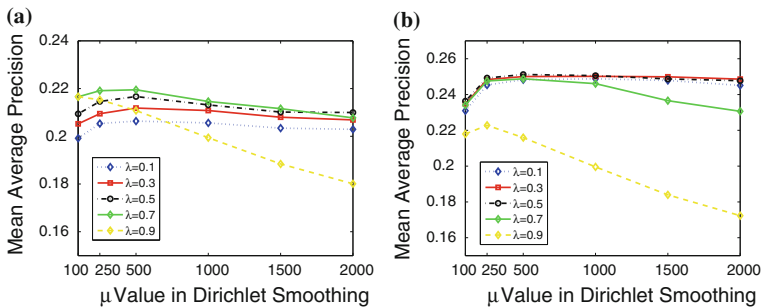 (a)
Mean Average Precision
0.24
0.22
0.2
0.18
0.16
λ=0.1
λ=0.3
λ=0.5
λ=0.7
λ=0.9
100 250 500 1000 1500 2000
μ Value in Dirichlet Smoothing
(b)
Mean Average Precision
0.26
0.24
0.22
0.2
0.18
0.16
λ=0.1
λ=0.3
λ=0.5
λ=0.7
λ=0.9
100 250 500 1000 1500 2000
μ Value in Dirichlet Smoothing